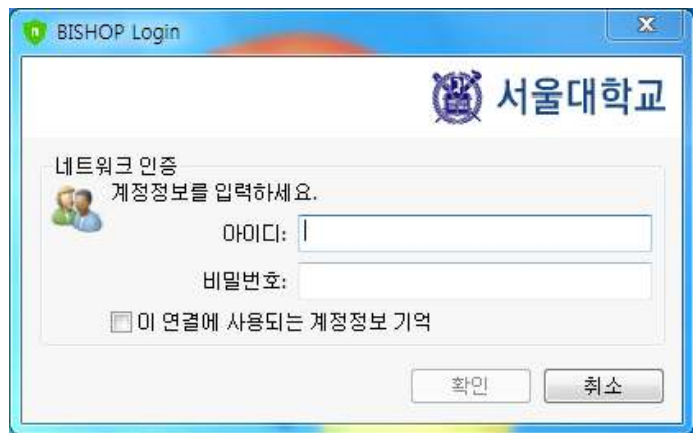 BISHOP Login
서울대학교
네트워크 인증
계정정보를 입력하세요.
아이디:
비밀번호:
이 연결에 사용되는 계정정보 기억
확인 취소